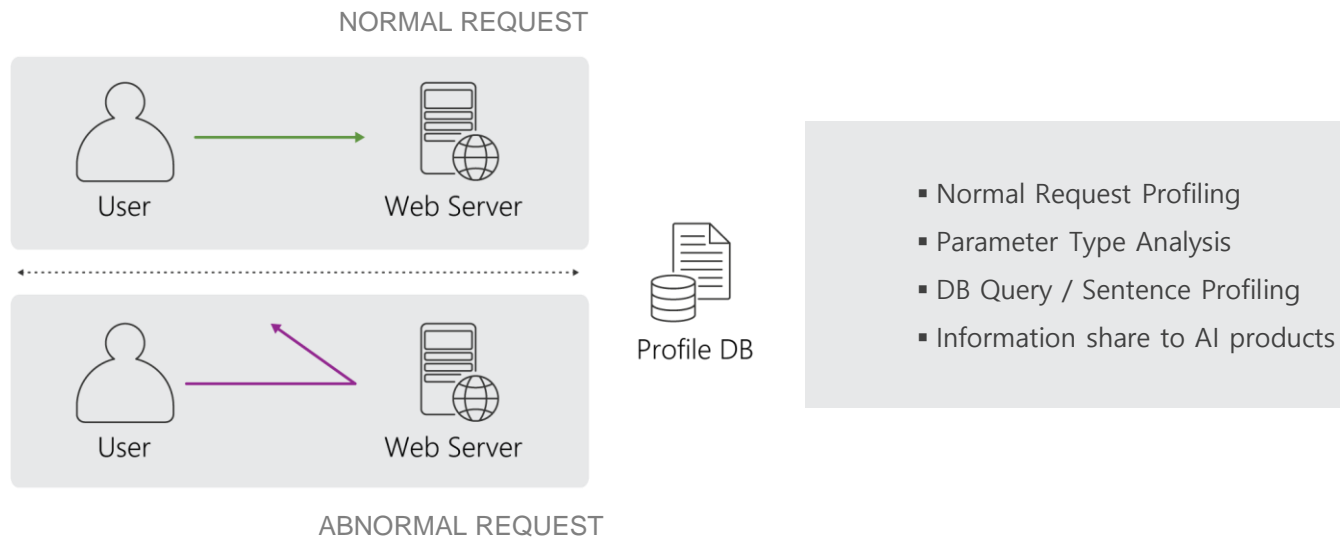 NORMAL REQUEST
User
Web Server
User
Web Server
ABNORMAL REQUEST
Profile DB
▪ Normal Request Profiling
▪ Parameter Type Analysis
▪ DB Query / Sentence Profiling
▪ Information share to AI products